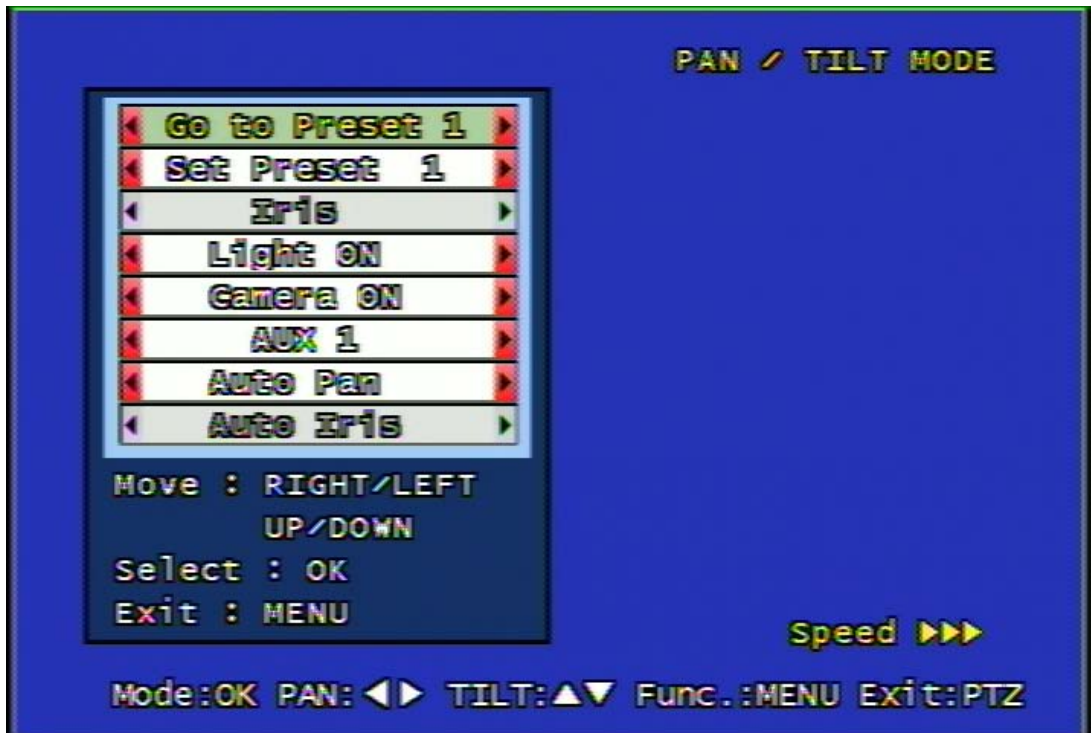 PAN / TILT MODE
Go to Preset 1
Set Preset 1
Iris
Light ON
Camera ON
AUX 1
Auto Pan
Auto Iris
Move : RIGHT/LEFT
UP/DOWN
Select : OK
Exit : MENU
Speed ▶▶▶
Mode:OK PAN:◀▶ TILT:▲▼ Func.:MENU Exit:PTZ